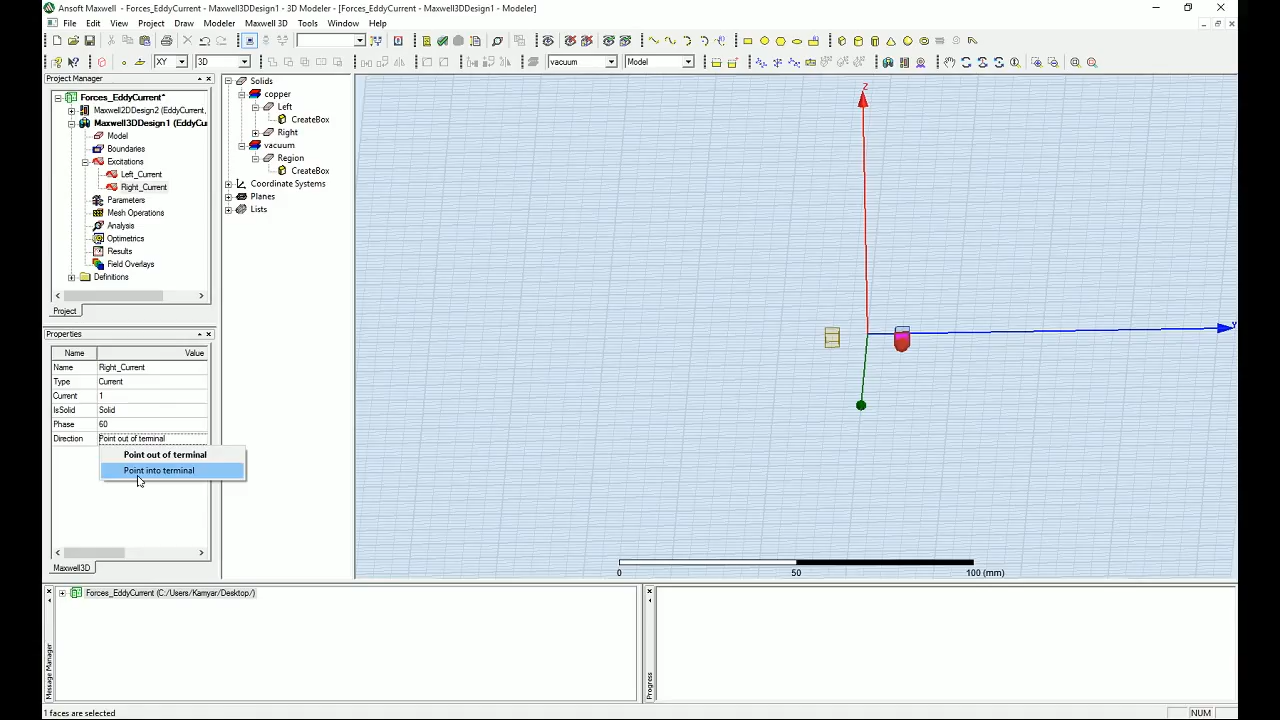 Ansoft Maxwell - Forces_EddyCurrent - Maxwell3DDesign1 - 3D Modeler - [Forces_EddyCurrent - Maxwell3DDesign1 - Modeler]
File Edit View Project Draw Modeler Maxwell 3D Tools Window Help
XY 3D vacuum Model
Project Manager
Forces_EddyCurrent*
Maxwell2DDesign2 (EddyCurrent,
Maxwell3DDesign1 (EddyCu
Model
Boundaries
Excitations
Left_Current
Right_Current
Parameters
Mesh Operations
Analysis
Optimetrics
Results
Field Overlays
Definitions
Project
Solids
copper
Left
CreateBox
Right
vacuum
Region
CreateBox
Coordinate Systems
Planes
Lists
Properties
Name Value
Name Right_Current
Type Current
Current 1
IsSolid Solid
Phase 60
Direction Point out of terminal
Point out of terminal
Point into terminal
Maxwell3D
Z
Y
0 50 100 (mm)
Message Manager
Forces_EddyCurrent (C:/Users/Kamyar/Desktop/)
Progress
1 faces are selected
NUM